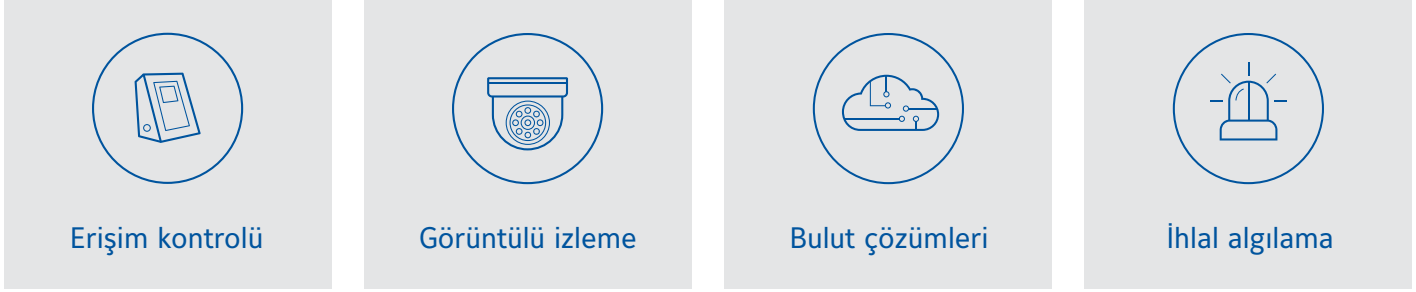 Erişim kontrolü
Görüntülü izleme
Bulut çözümleri
İhlal algılama